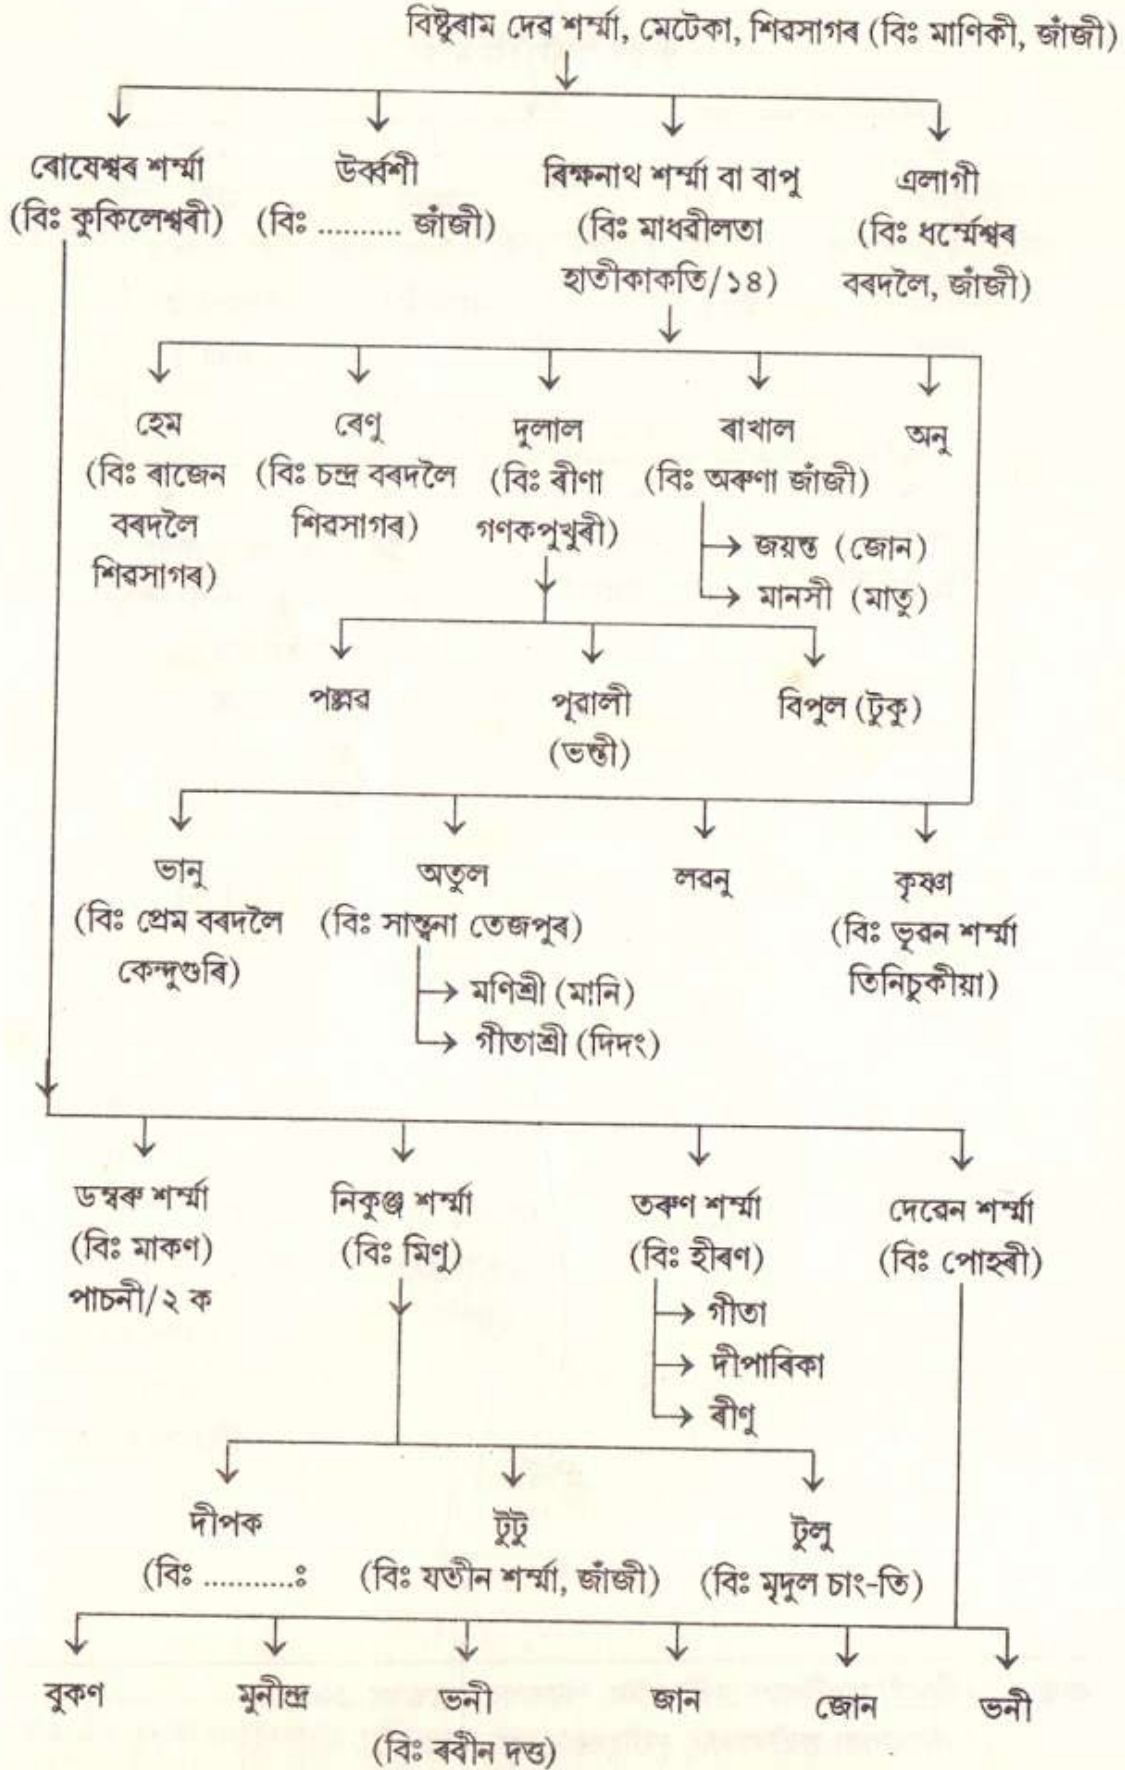 বিষ্টুৰাম দেৱ শৰ্ম্মা, মেটেকা, শিৱসাগৰ (বিঃ মাণিকী, জাঁজী)
ৰোষেশ্বৰ শৰ্ম্মা উৰ্ব্বশী ৰিক্ষনাথ শৰ্ম্মা বা বাপু এলাগী
(বিঃ কুকিলেশ্বৰী) (বিঃ .......... জাঁজী) (বিঃ মাধৱীলতা (বিঃ ধৰ্ম্মেশ্বৰ
হাতীকাকতি/১৪) বৰদলৈ, জাঁজী)
হেম ৰেণু দুলাল ৰাখাল অনু
(বিঃ ৰাজেন (বিঃ চন্দ্ৰ বৰদলৈ (বিঃ ৰীণা (বিঃ অৰুণা জাঁজী)
বৰদলৈ শিৱসাগৰ) গণকপুখুৰী) জয়ন্ত (জোন)
শিৱসাগৰ) মানসী (মাতু)
পল্লৱ পূৱালী বিপুল (টুকু)
(ভন্তী)
ভানু অতুল লৱনু কৃষ্ণা
(বিঃ প্ৰেম বৰদলৈ (বিঃ সান্ত্বনা তেজপুৰ) (বিঃ ভূৱন শৰ্ম্মা
কেন্দুগুৰি) মণিশ্ৰী (মানি) তিনিচুকীয়া)
গীতাশ্ৰী (দিদং)
ডম্বৰু শৰ্ম্মা নিকুঞ্জ শৰ্ম্মা তৰুণ শৰ্ম্মা দেৱেন শৰ্ম্মা
(বিঃ মাকণ) (বিঃ মিণু) (বিঃ হীৰণ) (বিঃ পোহৰী)
পাচনী/২ ক গীতা
দীপাৰিকা
ৰীণু
দীপক টুটু টুলু
(বিঃ ...........ঃ (বিঃ যতীন শৰ্ম্মা, জাঁজী) (বিঃ মৃদুল চাং-তি)
বুকণ মুনীন্দ্ৰ ভনী জান জোন ভনী
(বিঃ ৰবীন দত্ত)